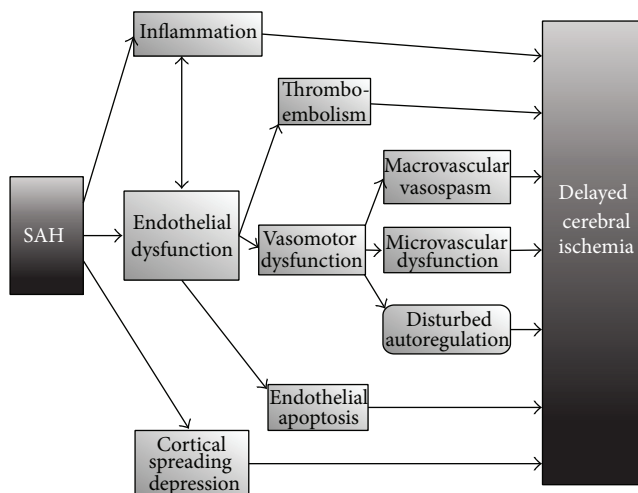 Inflammation
Thrombo-
embolism
Macrovascular
vasospasm
SAH
Endothelial
dysfunction
Vasomotor
dysfunction
Microvascular
dysfunction
Delayed
cerebral
ischemia
Disturbed
autoregulation
Endothelial
apoptosis
Cortical
spreading
depression